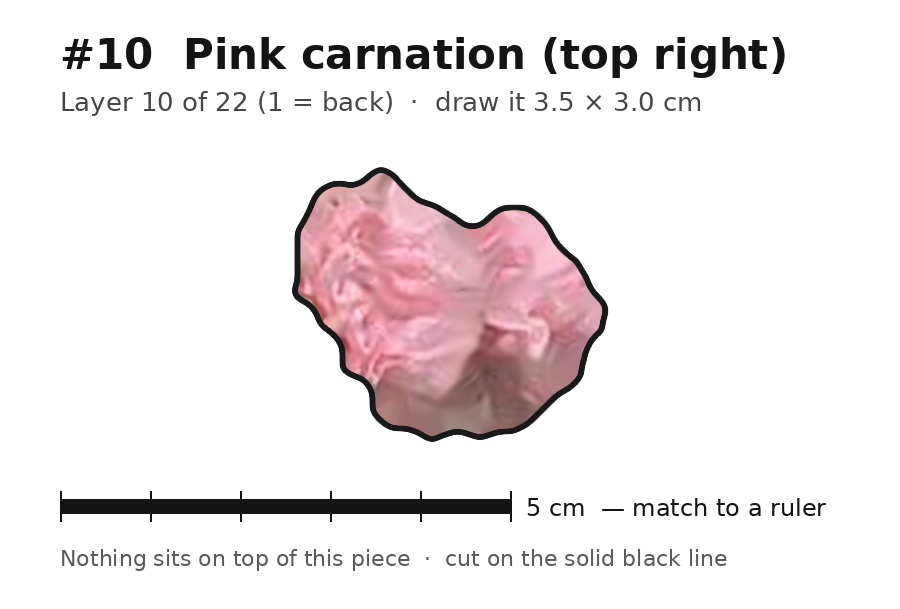 #10 Pink carnation (top right)
Layer 10 of 22 (1 = back) · draw it 3.5 × 3.0 cm
5 cm — match to a ruler
Nothing sits on top of this piece · cut on the solid black line